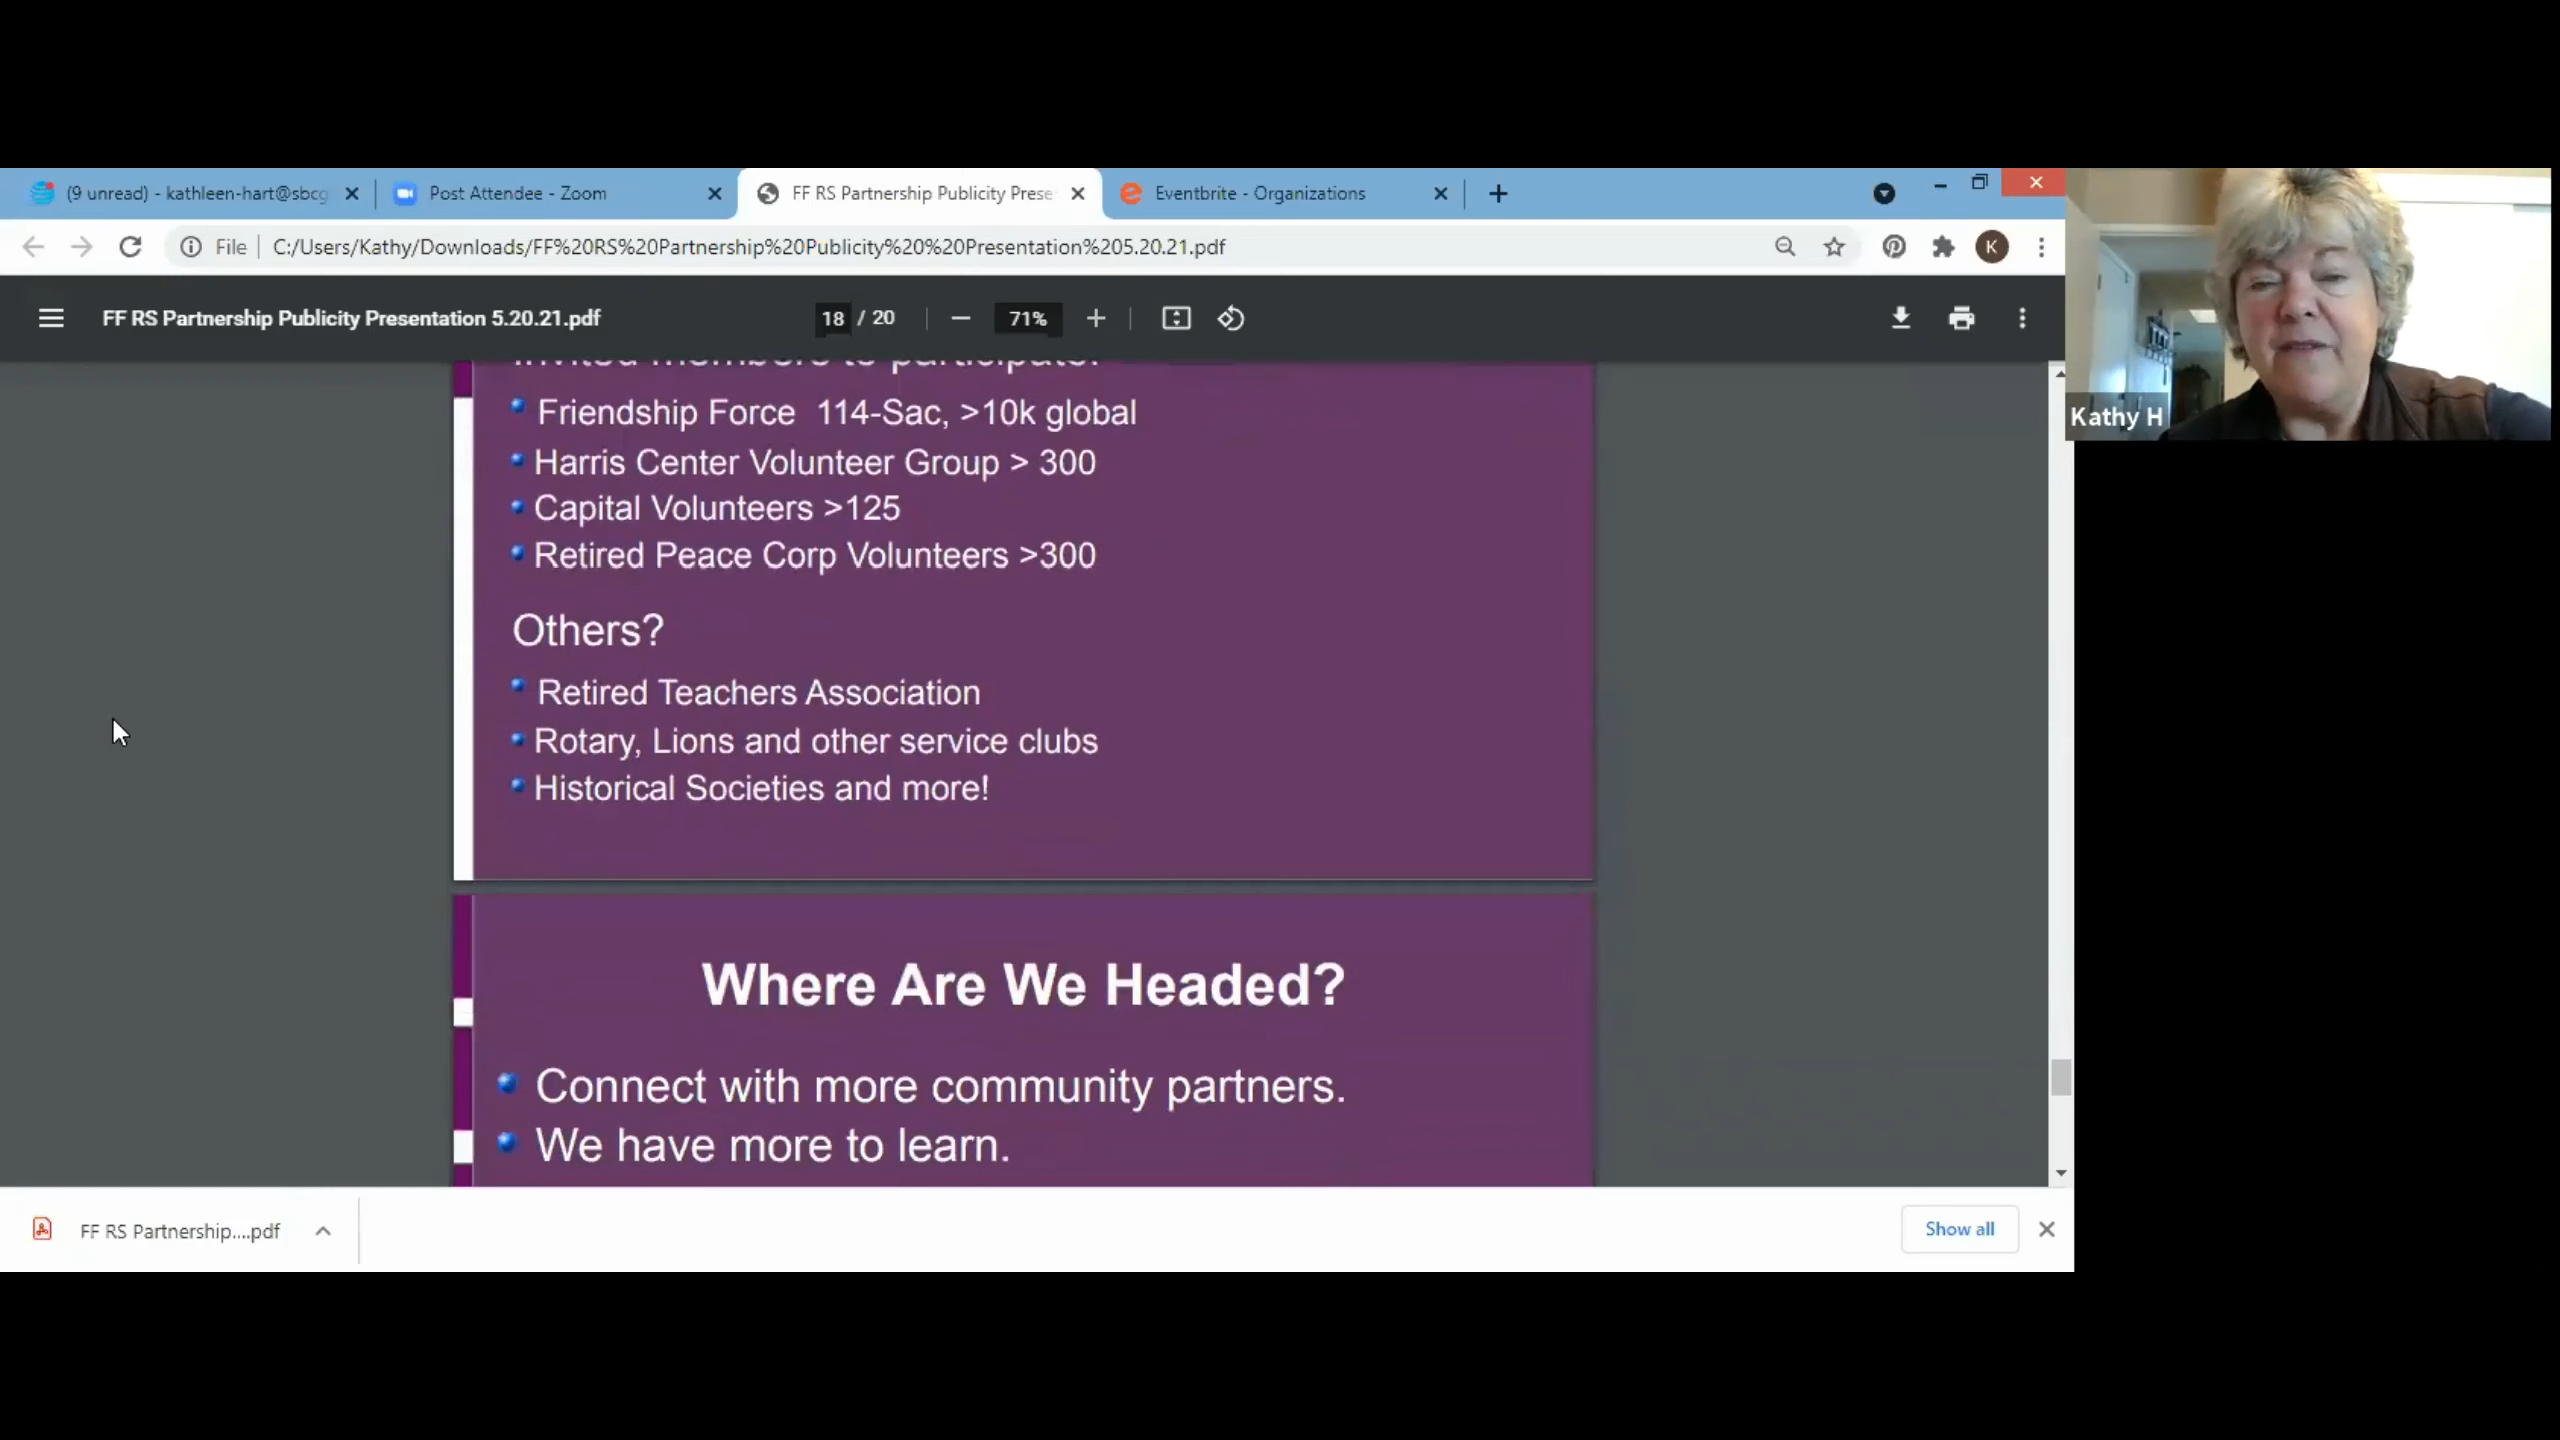 (9 unread) - kathleen-hart@sbcg
Post Attendee - Zoom
FF RS Partnership Publicity Prese
Eventbrite - Organizations
File
C:/Users/Kathy/Downloads/FF%20RS%20Partnership%20Publicity%20%20Presentation%205.20.21.pdf
K
FF RS Partnership Publicity Presentation 5.20.21.pdf
18 / 20
71%
Kathy H
Invited members to participate:
Friendship Force 114-Sac, >10k global
Harris Center Volunteer Group > 300
Capital Volunteers >125
Retired Peace Corp Volunteers >300
Others?
Retired Teachers Association
Rotary, Lions and other service clubs
Historical Societies and more!
Where Are We Headed?
Connect with more community partners.
We have more to learn.
FF RS Partnership....pdf
Show all